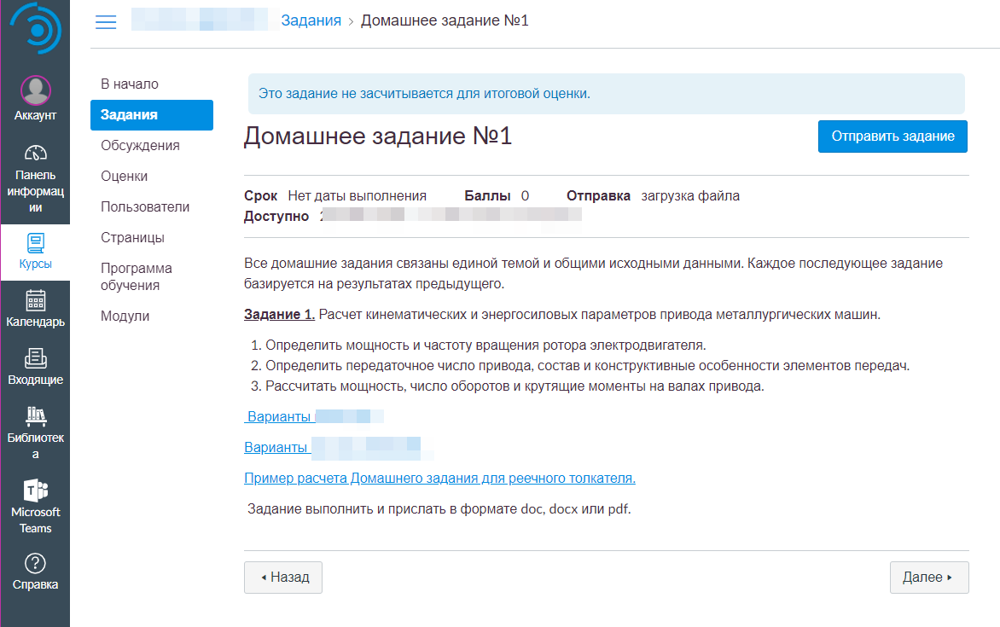 Задания › Домашнее задание №1
Аккаунт
Панель
информац
ии
Курсы
Календарь
Входящие
Библиотек
а
Microsoft
Teams
Справка
В начало
Задания
Обсуждения
Оценки
Пользователи
Страницы
Программа
обучения
Модули
Это задание не засчитывается для итоговой оценки.
Домашнее задание №1
Отправить задание
Срок Нет даты выполнения Баллы 0 Отправка загрузка файла
Доступно
Все домашние задания связаны единой темой и общими исходными данными. Каждое последующее задание
базируется на результатах предыдущего.
Задание 1. Расчет кинематических и энергосиловых параметров привода металлургических машин.
1. Определить мощность и частоту вращения ротора электродвигателя.
2. Определить передаточное число привода, состав и конструктивные особенности элементов передач.
3. Рассчитать мощность, число оборотов и крутящие моменты на валах привода.
Варианты
Варианты
Пример расчета Домашнего задания для реечного толкателя.
Задание выполнить и прислать в формате doc, docx или pdf.
Назад
Далее